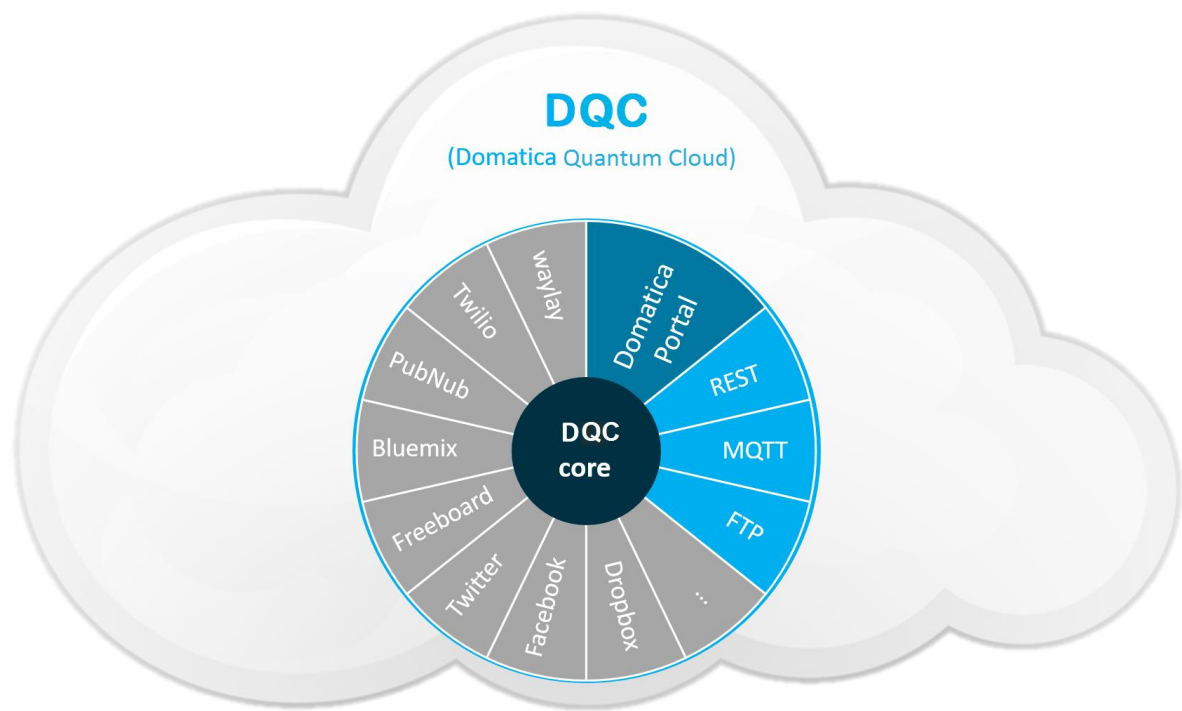 DQC
(Domatica Quantum Cloud)
Domatica
Portal
REST
MQTT
FTP
..
Dropbox
Facebook
Twitter
Freeboard
Bluemix
PubNub
Twilio
waylay
DQC
core